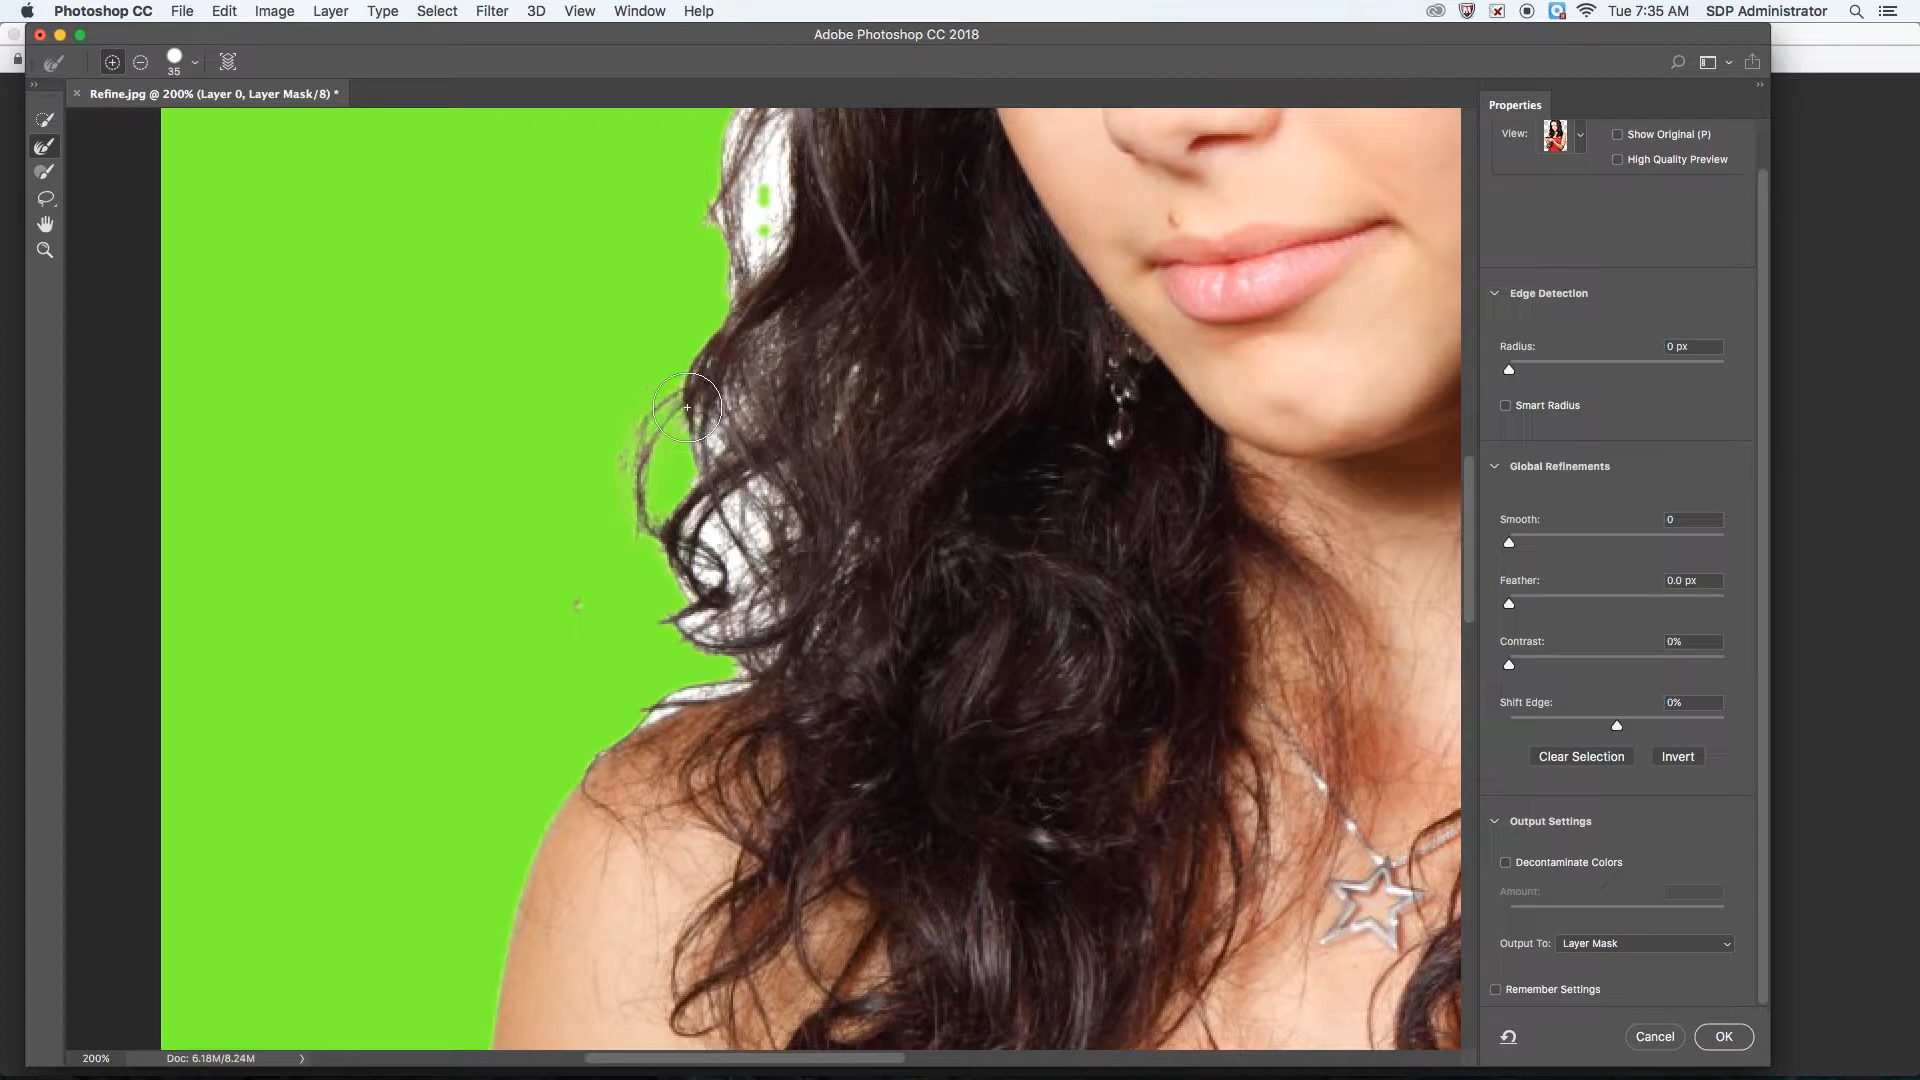 Photoshop CC File Edit Image Layer Type Select Filter 3D View Window Help Tue 7:35 AM SDP Administrator
Adobe Photoshop CC 2018
35
Refine.jpg @ 200% (Layer 0, Layer Mask/8) *
Properties
View: Show Original (P)
High Quality Preview
Edge Detection
Radius: 0 px
Smart Radius
Global Refinements
Smooth: 0
Feather: 0.0 px
Contrast: 0%
Shift Edge: 0%
Clear Selection Invert
Output Settings
Decontaminate Colors
Amount:
Output To: Layer Mask
Remember Settings
Cancel OK
200% Doc: 6.18M/8.24M